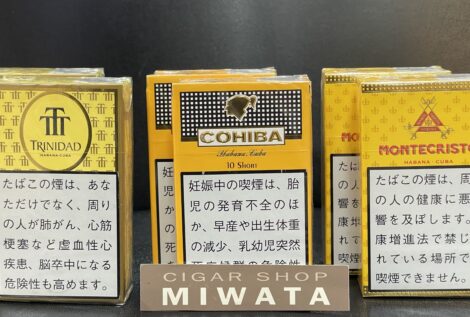 TRINIDAD
HABANA-CUBA
たばこの煙は、あな
ただけでなく、周り
の人が肺がん、心筋
梗塞など虚血性心
疾患、脳卒中になる
危険性も高めます。
COHIBA
Habana, Cuba
10 Short
妊娠中の喫煙は、胎
児の発育不全のほ
か、早産や出生体重
の減少、乳幼児突然
MONTECRISTO
HABANA · CUBA
たばこの煙は、
の人の健康に悪
響を及ぼします。
康増進法で禁じ
れている場所で
喫煙できません。
CIGAR SHOP
MIWATA